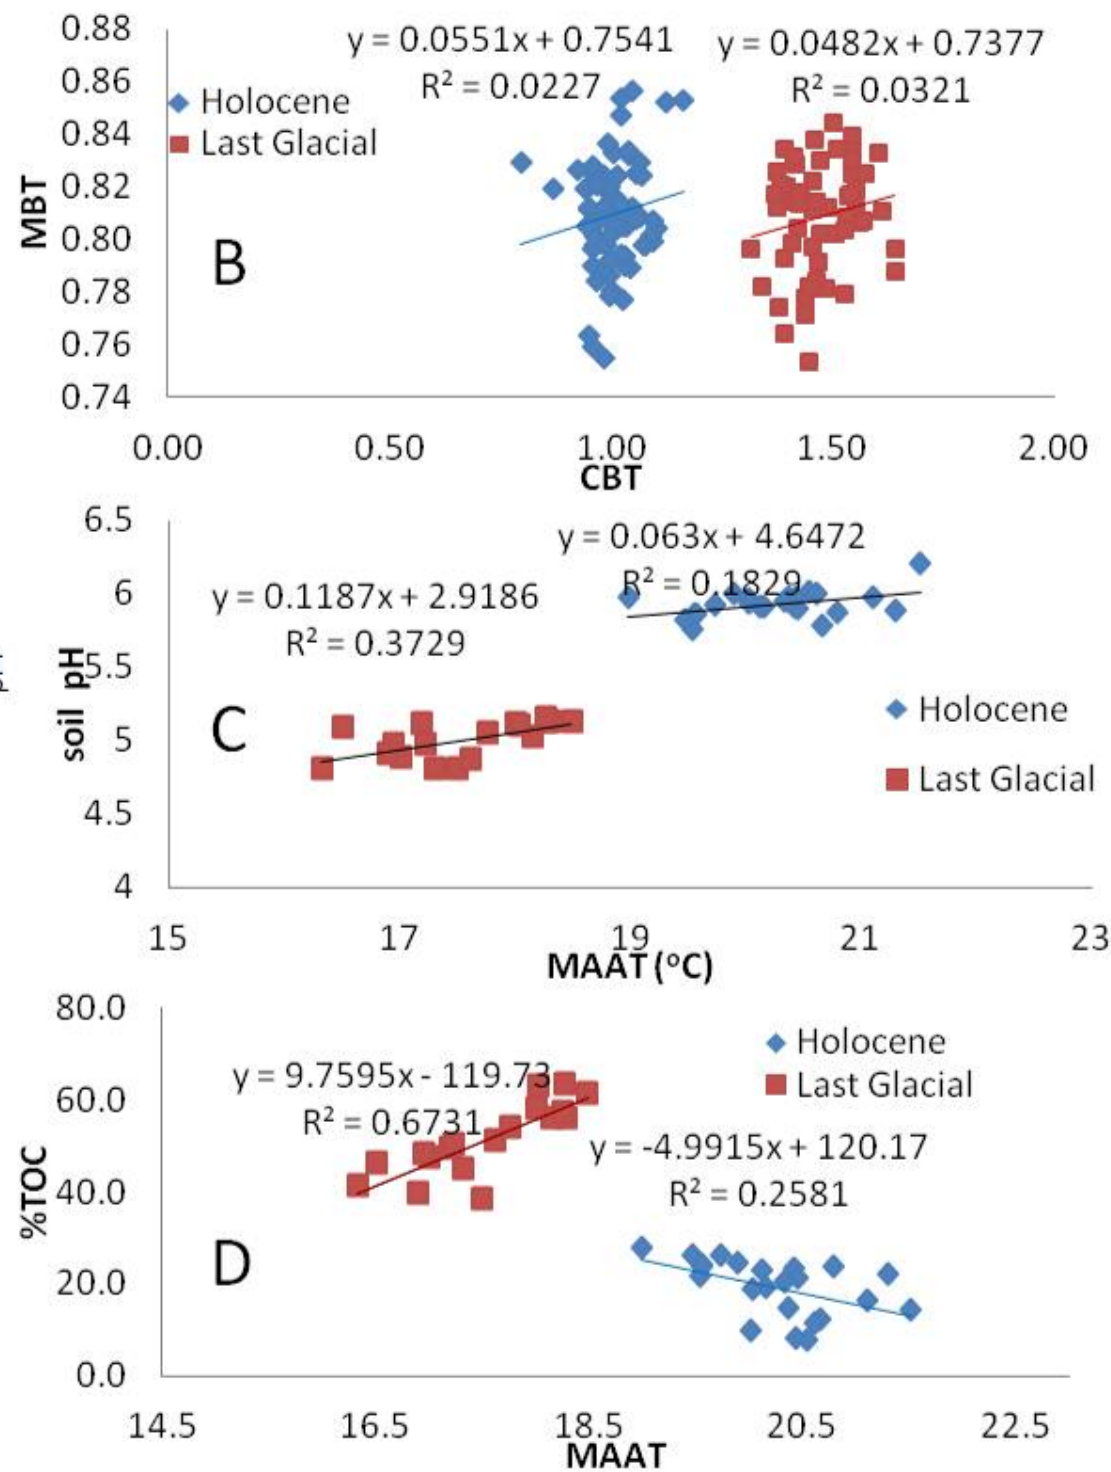 0.88
y = 0.0551x + 0.7541
y = 0.0482x + 0.7377
0.86
R² = 0.0227
R² = 0.0321
Holocene
0.84
Last Glacial
MBT
0.82
0.80
B
0.78
0.76
0.74
0.00 0.50 1.00 1.50 2.00
CBT
6.5
y = 0.063x + 4.6472
6
R² = 0.1829
y = 0.1187x + 2.9186
R² = 0.3729
5.5
soil pH
pH
C
Holocene
5
Last Glacial
4.5
4
15 17 19 21 23
MAAT (°C)
80.0
Holocene
y = 9.7595x - 119.73
Last Glacial
60.0
R² = 0.6731
y = -4.9915x + 120.17
%TOC
40.0
R² = 0.2581
D
20.0
0.0
14.5 16.5 18.5 20.5 22.5
MAAT